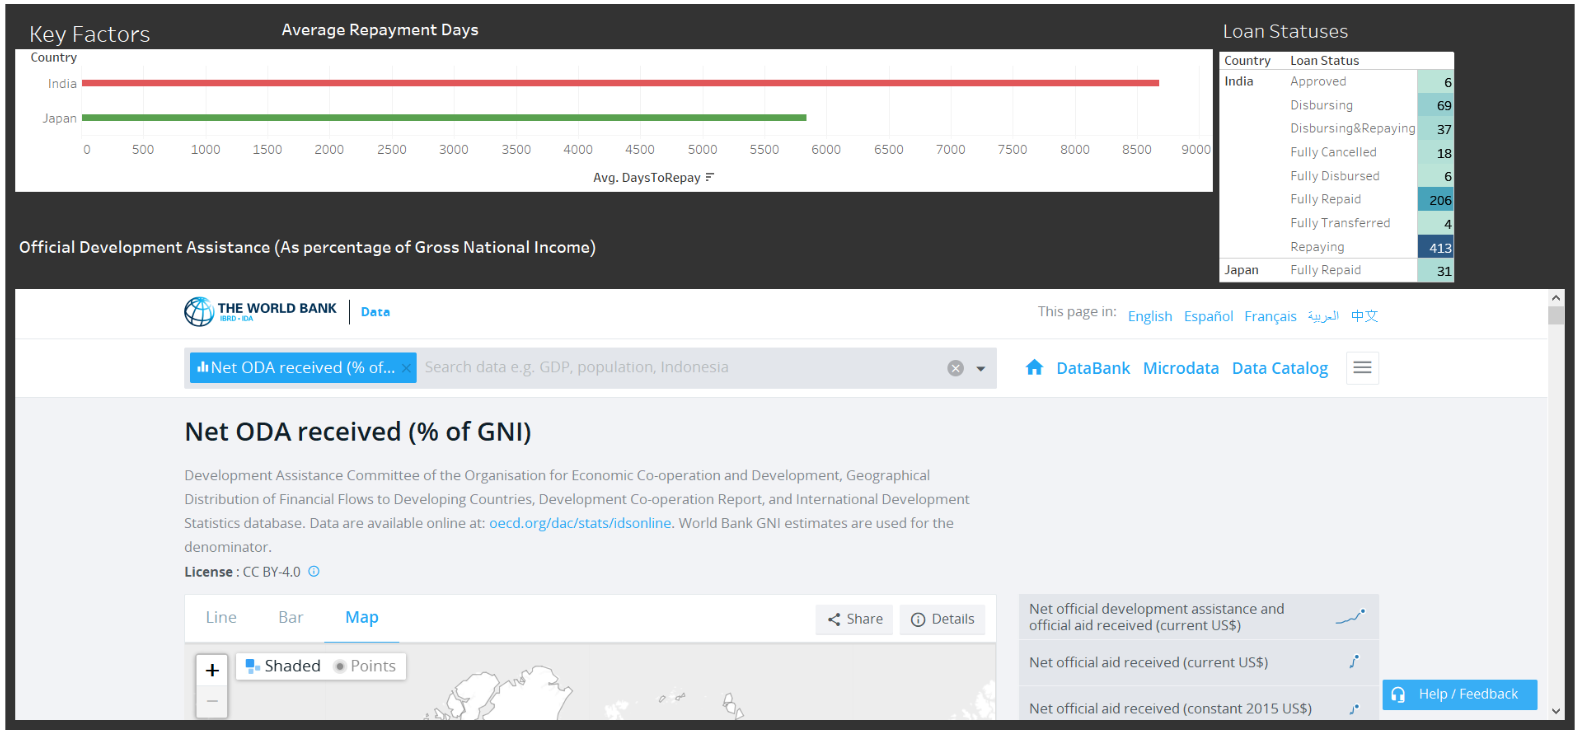 Key Factors
Average Repayment Days
Country
India
Japan
0 500 1000 1500 2000 2500 3000 3500 4000 4500 5000 5500 6000 6500 7000 7500 8000 8500 9000
Avg. DaysToRepay
Loan Statuses
Country Loan Status
India Approved 6
Disbursing 69
Disbursing&Repaying 37
Fully Cancelled 18
Fully Disbursed 6
Fully Repaid 206
Fully Transferred 4
Repaying 413
Japan Fully Repaid 31
Official Development Assistance (As percentage of Gross National Income)
THE WORLD BANK
IBRD • IDA
Data
This page in: English Español Français العربية 中文
Net ODA received (% of... × Search data e.g. GDP, population, Indonesia
DataBank Microdata Data Catalog
Net ODA received (% of GNI)
Development Assistance Committee of the Organisation for Economic Co-operation and Development, Geographical
Distribution of Financial Flows to Developing Countries, Development Co-operation Report, and International Development
Statistics database. Data are available online at: oecd.org/dac/stats/idsonline. World Bank GNI estimates are used for the
denominator.
License : CC BY-4.0
Line Bar Map
Share Details
+
−
Shaded Points
Net official development assistance and
official aid received (current US$)
Net official aid received (current US$)
Net official aid received (constant 2015 US$)
Help / Feedback